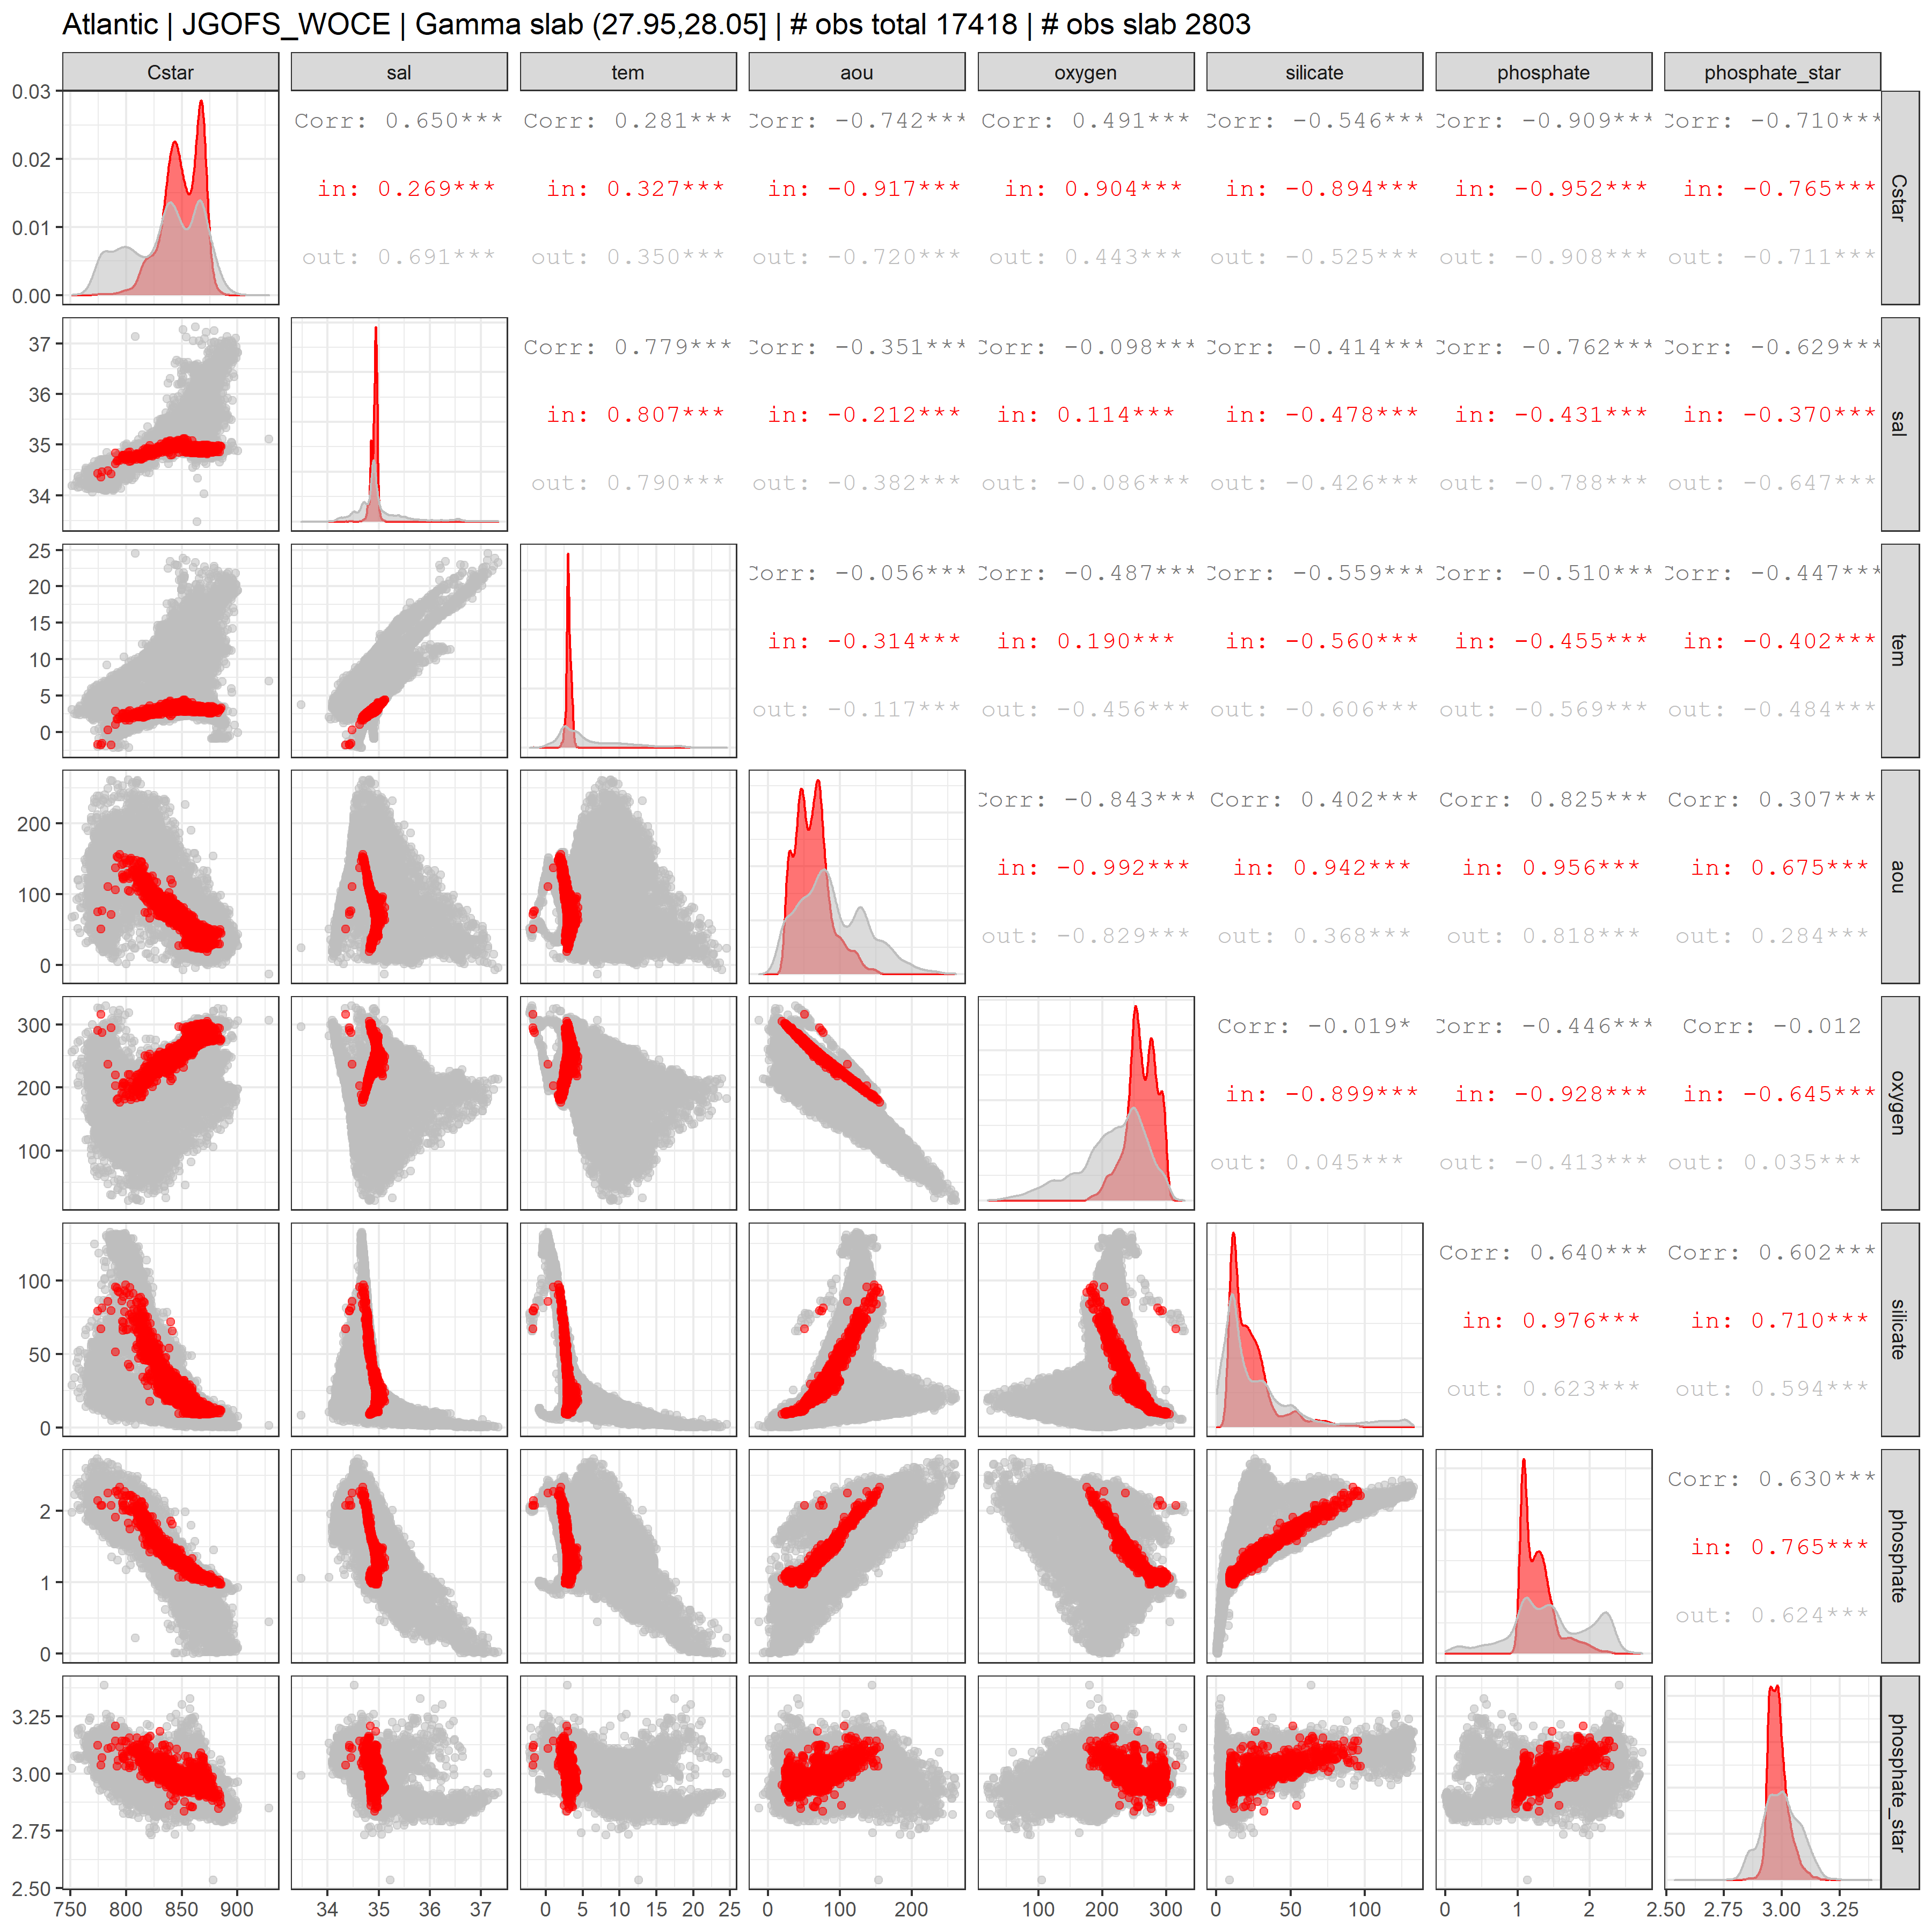 Atlantic | JGOFS_WOCE | Gamma slab (27.95,28.05] | # obs total 17418 | # obs slab 2803
Cstar sal tem aou oxygen silicate phosphate phosphate_star
0.03
0.02
0.01
0.00
Corr: 0.650*** Corr: 0.281*** Corr: -0.742*** Corr: 0.491*** Corr: -0.546*** Corr: -0.909*** Corr: -0.710***
in: 0.269*** in: 0.327*** in: -0.917*** in: 0.904*** in: -0.894*** in: -0.952*** in: -0.765***
out: 0.691*** out: 0.350*** out: -0.720*** out: 0.443*** out: -0.525*** out: -0.908*** out: -0.711***
Cstar
37
36
35
34
Corr: 0.779*** Corr: -0.351*** Corr: -0.098*** Corr: -0.414*** Corr: -0.762*** Corr: -0.629***
in: 0.807*** in: -0.212*** in: 0.114*** in: -0.478*** in: -0.431*** in: -0.370***
out: 0.790*** out: -0.382*** out: -0.086*** out: -0.426*** out: -0.788*** out: -0.647***
sal
25
20
15
10
5
0
Corr: -0.056*** Corr: -0.487*** Corr: -0.559*** Corr: -0.510*** Corr: -0.447***
in: -0.314*** in: 0.190*** in: -0.560*** in: -0.455*** in: -0.402***
out: -0.117*** out: -0.456*** out: -0.606*** out: -0.569*** out: -0.484***
tem
200
100
0
Corr: -0.843*** Corr: 0.402*** Corr: 0.825*** Corr: 0.307***
in: -0.992*** in: 0.942*** in: 0.956*** in: 0.675***
out: -0.829*** out: 0.368*** out: 0.818*** out: 0.284***
aou
300
200
100
Corr: -0.019* Corr: -0.446*** Corr: -0.012
in: -0.899*** in: -0.928*** in: -0.645***
out: 0.045*** out: -0.413*** out: 0.035***
oxygen
100
50
0
Corr: 0.640*** Corr: 0.602***
in: 0.976*** in: 0.710***
out: 0.623*** out: 0.594***
silicate
2
1
0
Corr: 0.630***
in: 0.765***
out: 0.624***
phosphate
3.25
3.00
2.75
2.50
phosphate_star
750 800 850 900 34 35 36 37 0 5 10 15 20 25 0 100 200 100 200 300 0 50 100 0 1 2 2.50 2.75 3.00 3.25